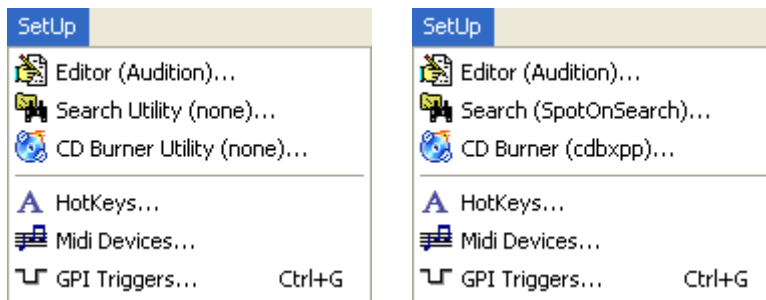 SetUp
Editor (Audition)...
Search Utility (none)...
CD Burner Utility (none)...
HotKeys...
Midi Devices...
GPI Triggers... Ctrl+G
SetUp
Editor (Audition)...
Search (SpotOnSearch)...
CD Burner (cdbxpp)...
HotKeys...
Midi Devices...
GPI Triggers... Ctrl+G